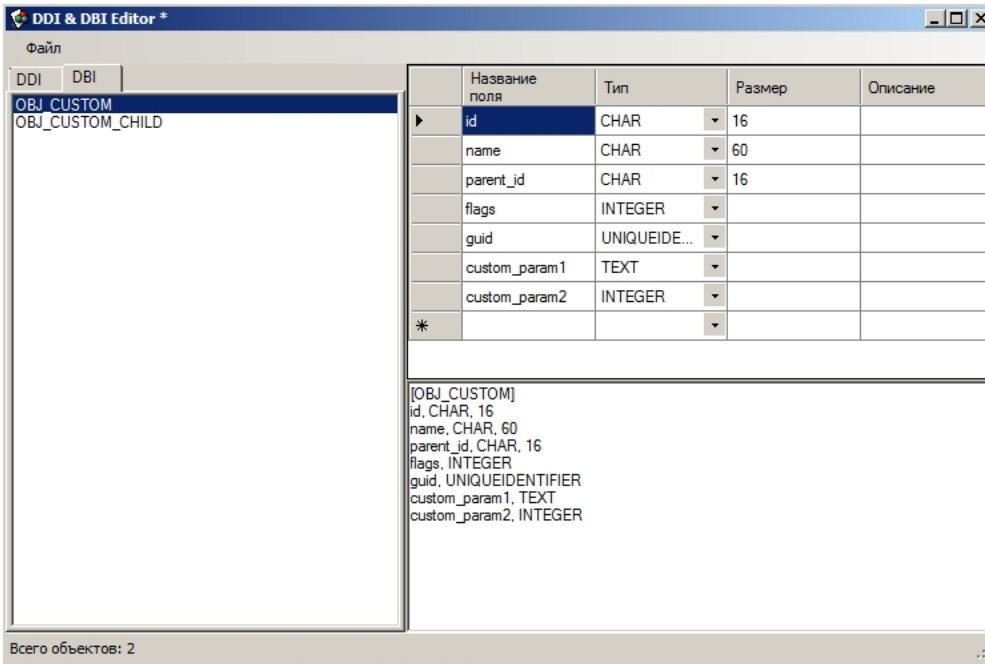 DDI & DBI Editor *
Файл
DDI DBI
OBJ_CUSTOM
OBJ_CUSTOM_CHILD
Название поля Тип Размер Описание
id CHAR 16
name CHAR 60
parent_id CHAR 16
flags INTEGER
guid UNIQUEIDE...
custom_param1 TEXT
custom_param2 INTEGER
[OBJ_CUSTOM]
id, CHAR, 16
name, CHAR, 60
parent_id, CHAR, 16
flags, INTEGER
guid, UNIQUEIDENTIFIER
custom_param1, TEXT
custom_param2, INTEGER
Всего объектов: 2